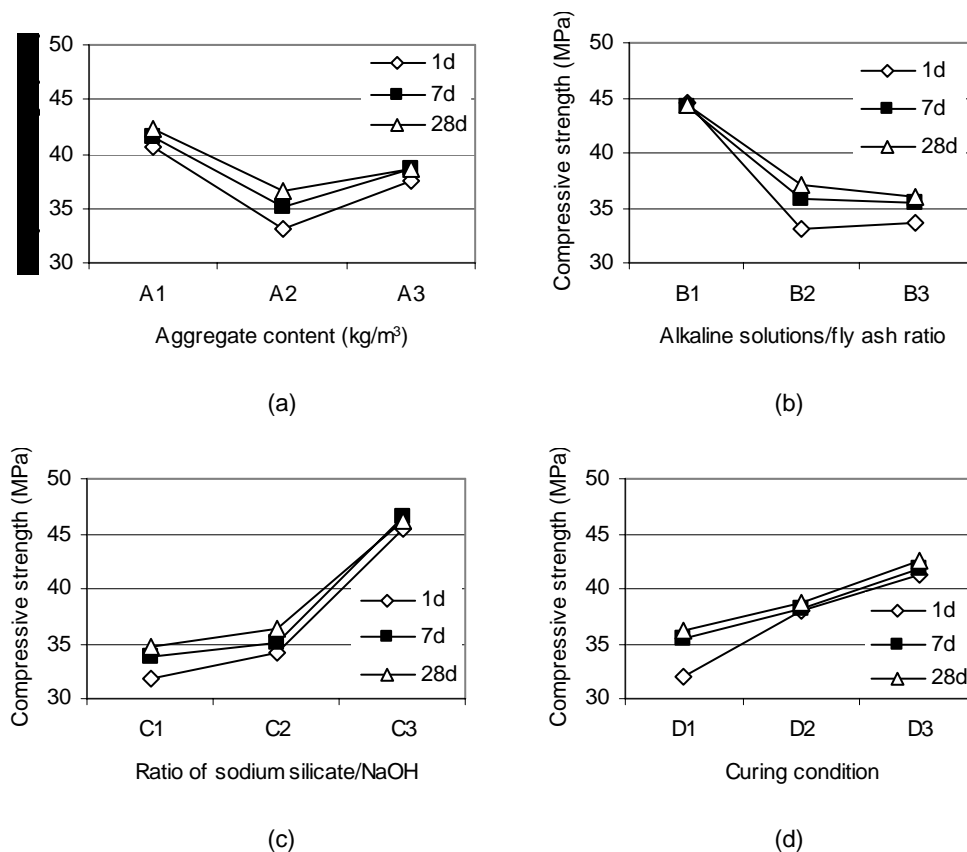 50
45
40
35
30
1d
7d
28d
A1 A2 A3
Aggregate content (kg/m³)
(a)
Compressive strength (MPa)
50
45
40
35
30
1d
7d
28d
B1 B2 B3
Alkaline solutions/fly ash ratio
(b)
Compressive strength (MPa)
50
45
40
35
30
1d
7d
28d
C1 C2 C3
Ratio of sodium silicate/NaOH
(c)
Compressive strength (MPa)
50
45
40
35
30
1d
7d
28d
D1 D2 D3
Curing condition
(d)